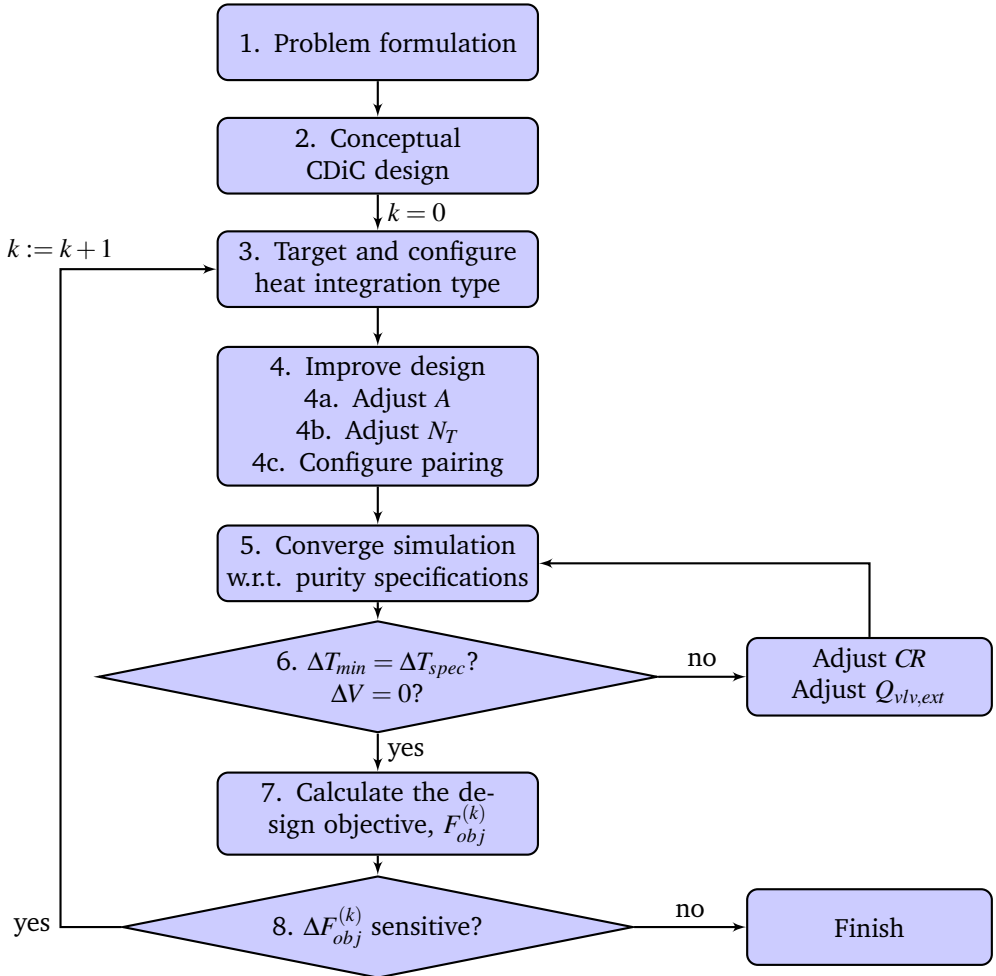 1. Problem formulation
2. Conceptual
CDiC design
k = 0
k := k + 1
3. Target and configure
heat integration type
4. Improve design
4a. Adjust A
4b. Adjust N_T
4c. Configure pairing
5. Converge simulation
w.r.t. purity specifications
6. ΔT_min = ΔT_spec?
ΔV = 0?
no
Adjust CR
Adjust Q_vlv,ext
yes
7. Calculate the de-
sign objective, F_obj^(k)
8. ΔF_obj^(k) sensitive?
yes
no
Finish